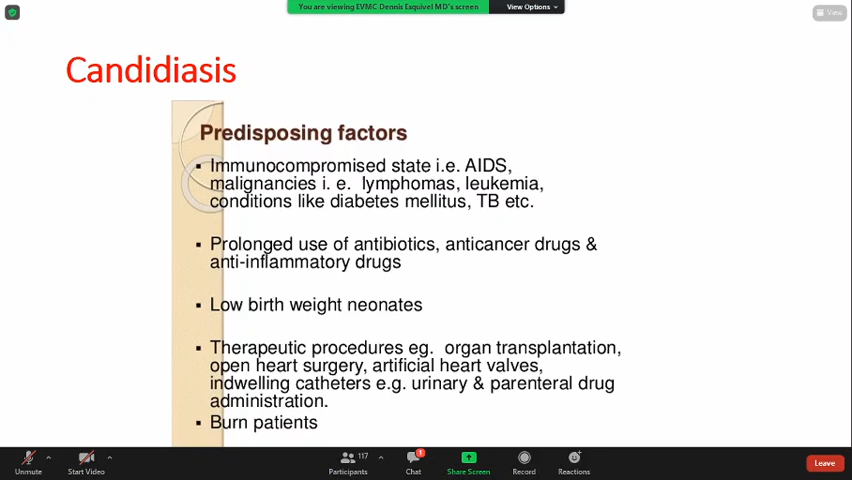 You are viewing EVMC Dennis Esquivel MD's screen
View Options
View
Candidiasis
Predisposing factors
▪ Immunocompromised state i.e. AIDS,
malignancies i. e. lymphomas, leukemia,
conditions like diabetes mellitus, TB etc.
▪ Prolonged use of antibiotics, anticancer drugs &
anti-inflammatory drugs
▪ Low birth weight neonates
▪ Therapeutic procedures eg. organ transplantation,
open heart surgery, artificial heart valves,
indwelling catheters e.g. urinary & parenteral drug
administration.
▪ Burn patients
117
1
Unmute
Start Video
Participants
Chat
Share Screen
Record
Reactions
Leave